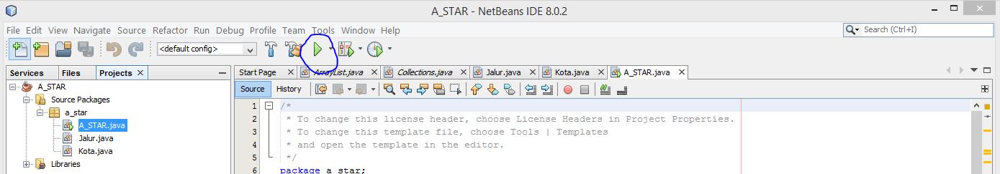 A_STAR - NetBeans IDE 8.0.2
File Edit View Navigate Source Refactor Run Debug Profile Team Tools Window Help
Search (Ctrl+I)
<default config>
Services Files Projects
Start Page ArrayList.java Collections.java Jalur.java Kota.java A_STAR.java
A_STAR
Source Packages
a_star
A_STAR.java
Jalur.java
Kota.java
Libraries
Source History
1 /*
2 * To change this license header, choose License Headers in Project Properties.
3 * To change this template file, choose Tools | Templates
4 * and open the template in the editor.
5 */
6 package a_star;